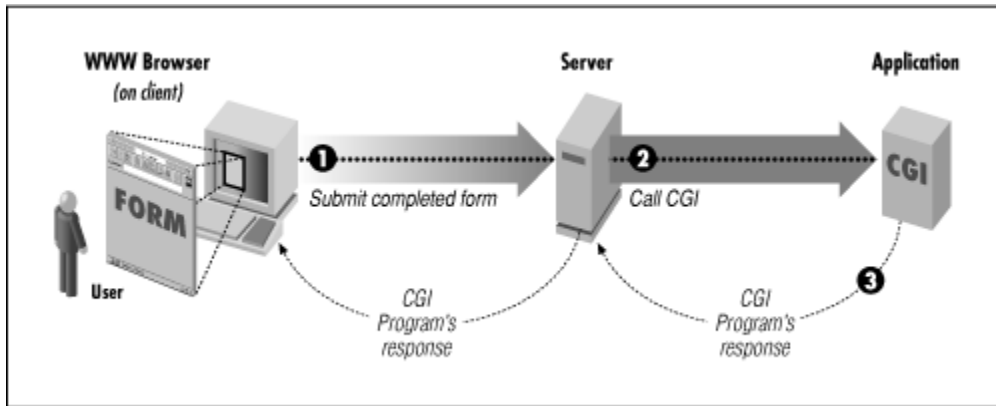 WWW Browser
(on client)
Server
Application
1
2
CGI
FORM
Submit completed form
Call CGI
User
3
CGI
Program's
response
CGI
Program's
response